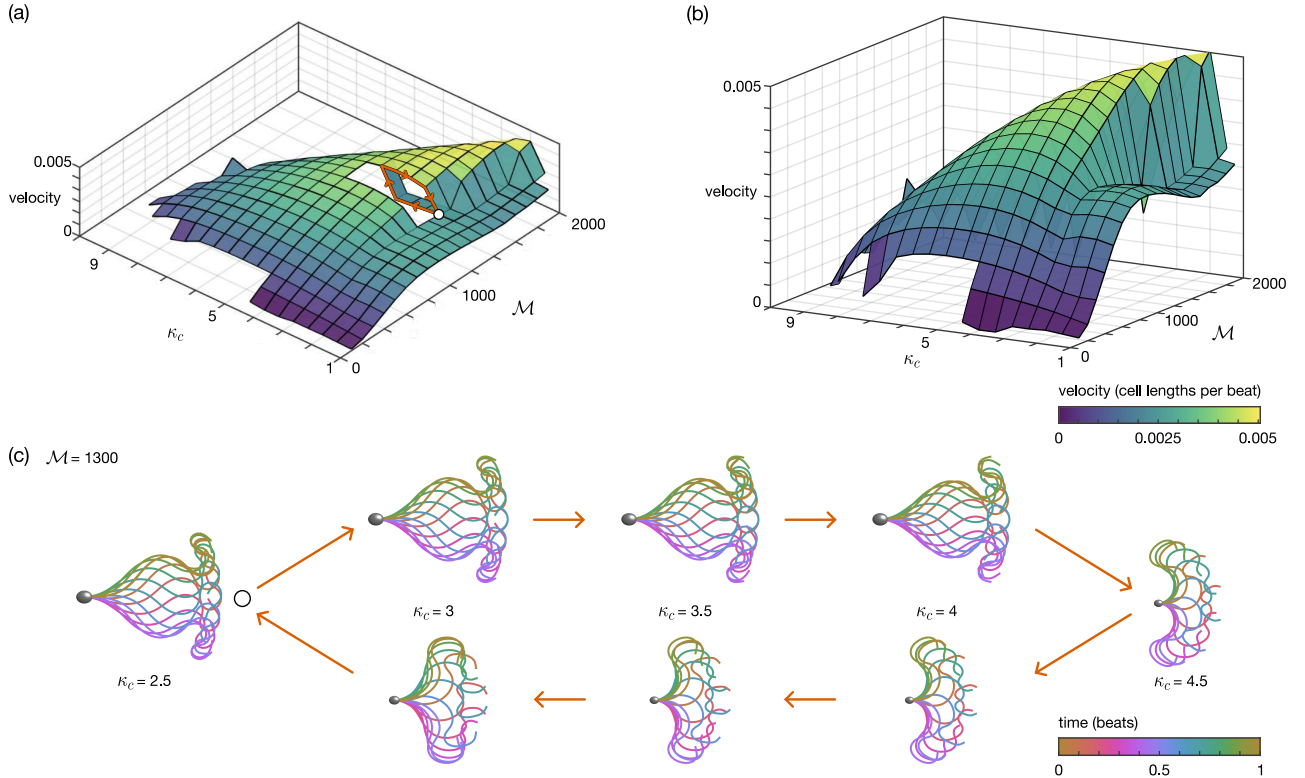 (a)
0.005
velocity
0
9
5
1
κc
0
1000
2000
ℳ
(b)
0.005
velocity
0
9
5
1
κc
0
1000
2000
ℳ
velocity (cell lengths per beat)
0 0.0025 0.005
(c) ℳ = 1300
κc = 2.5
κc = 3
κc = 3.5
κc = 4
κc = 4.5
time (beats)
0 0.5 1